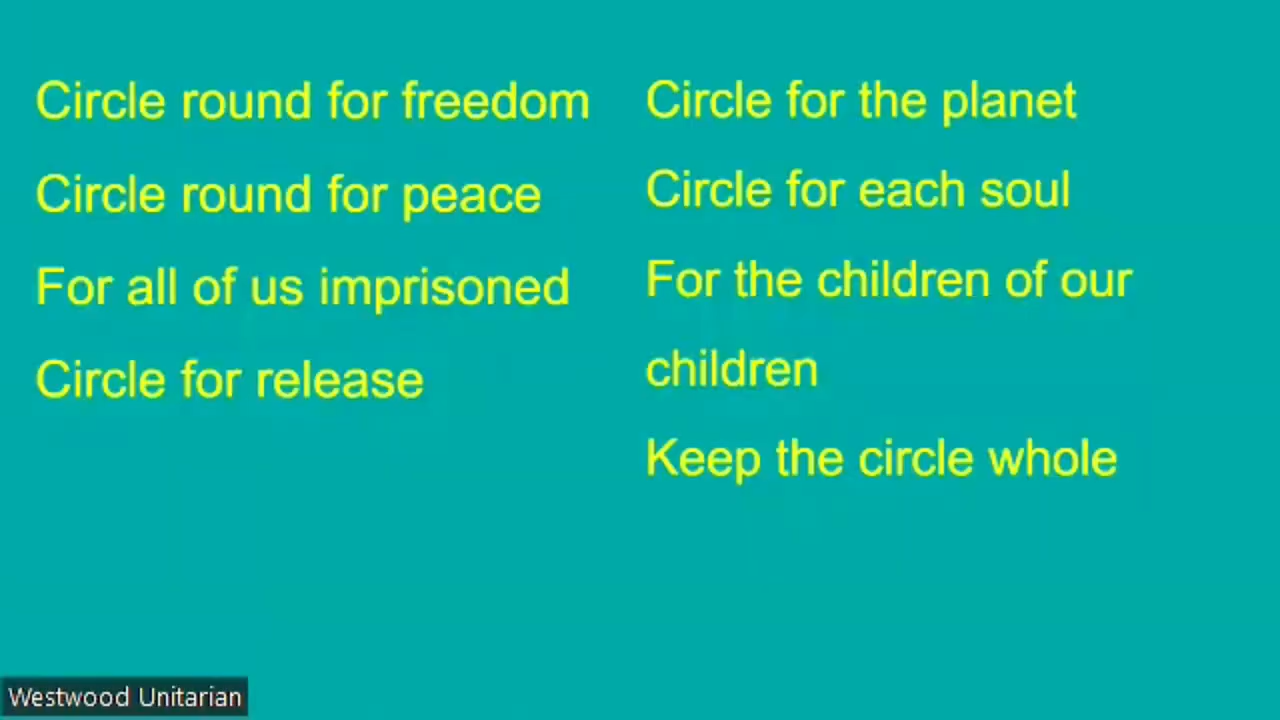 Circle round for freedom
Circle round for peace
For all of us imprisoned
Circle for release
Circle for the planet
Circle for each soul
For the children of our
children
Keep the circle whole
Westwood Unitarian